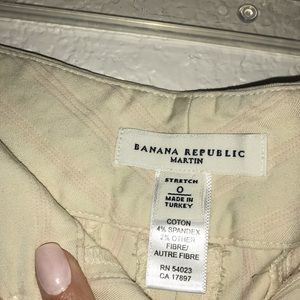 BANANA REPUBLIC
MARTIN
STRETCH
0
MADE IN
TURKEY
COTTON
4% SPANDEX
2% OTHER
FIBRE/
AUTRE FIBRE
RN 54023
CA 17897